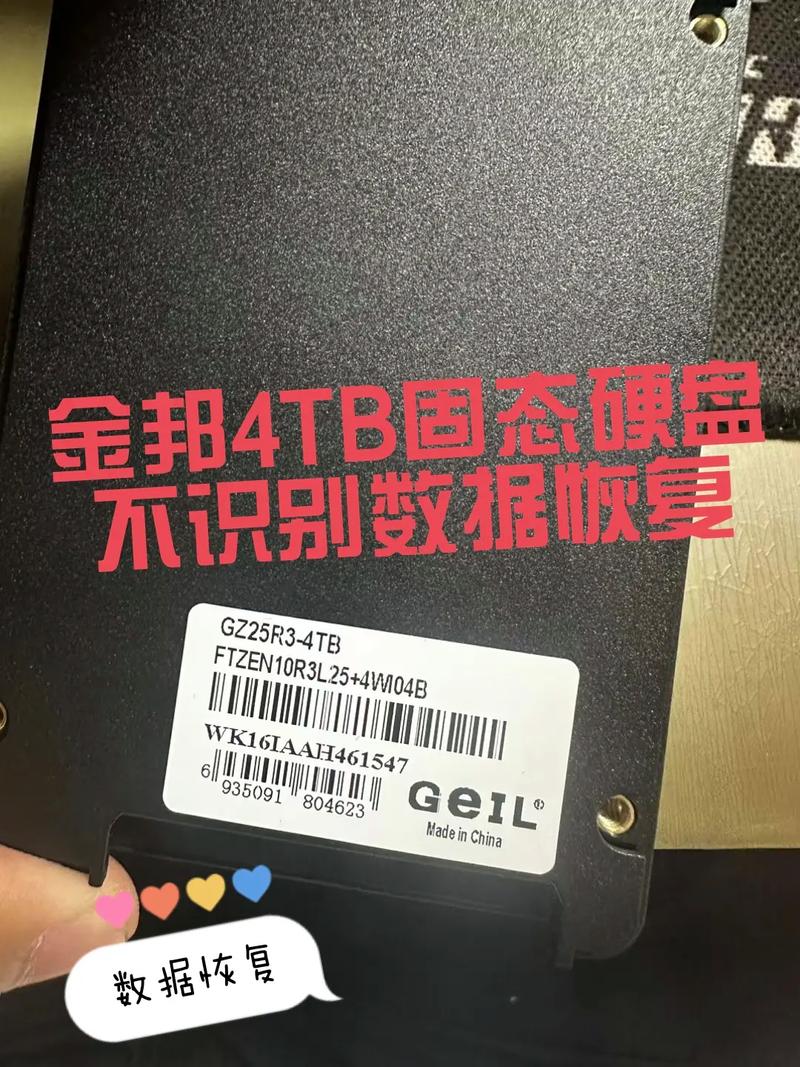 金邦4TB固态硬盘
不识别数据恢复
GZ25R3-4TB
FTZEN10R3L25+4WI04B
WK16IAAH461547
6 935091 804623
GeIL®
Made in China
数据恢复